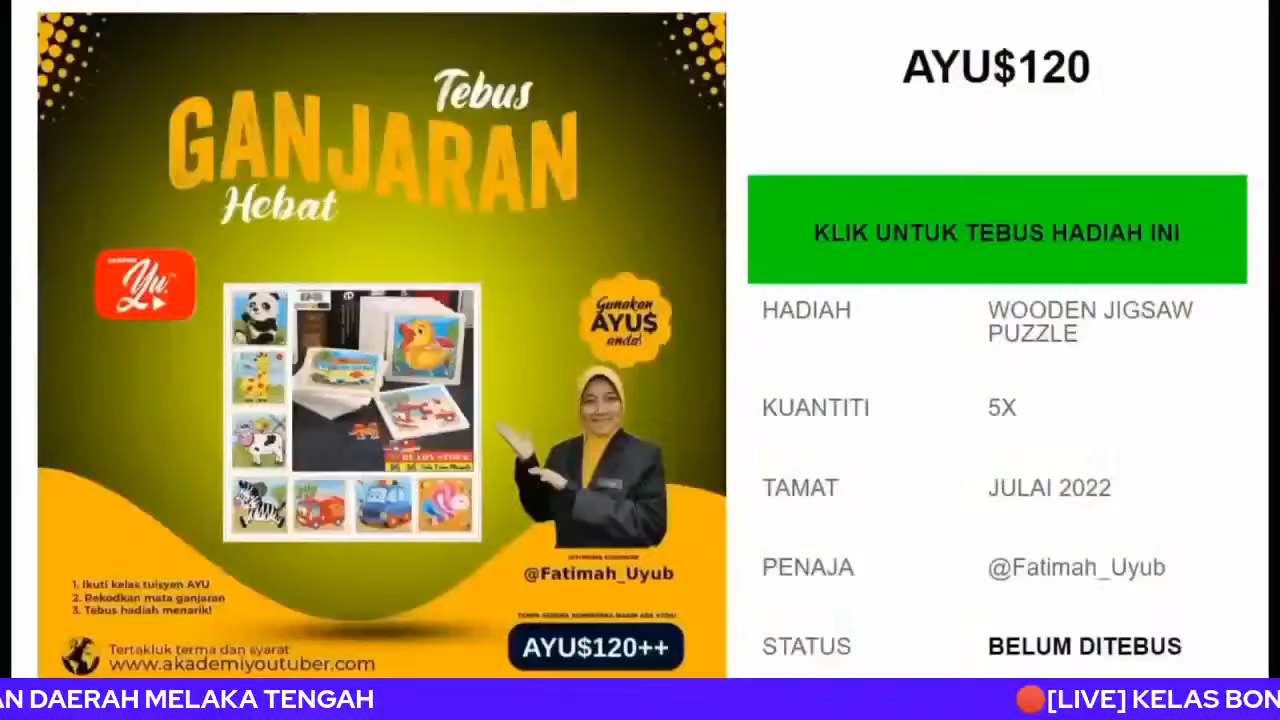 Tebus
GANJARAN
Hebat
Yu
Gunakan
AYU$
anda!
READY STOCK
@Fatimah_Uyub
1. Ikuti kelas tuisyen AYU
2. Rekodkan mata ganjaran
3. Tebus hadiah menarik!
AYU$120++
Tertakluk terma dan syarat
www.akademiyoutuber.com
AYU$120
KLIK UNTUK TEBUS HADIAH INI
HADIAH WOODEN JIGSAW
PUZZLE
KUANTITI 5X
TAMAT JULAI 2022
PENAJA @Fatimah_Uyub
STATUS BELUM DITEBUS
AN DAERAH MELAKA TENGAH
[LIVE] KELAS BON